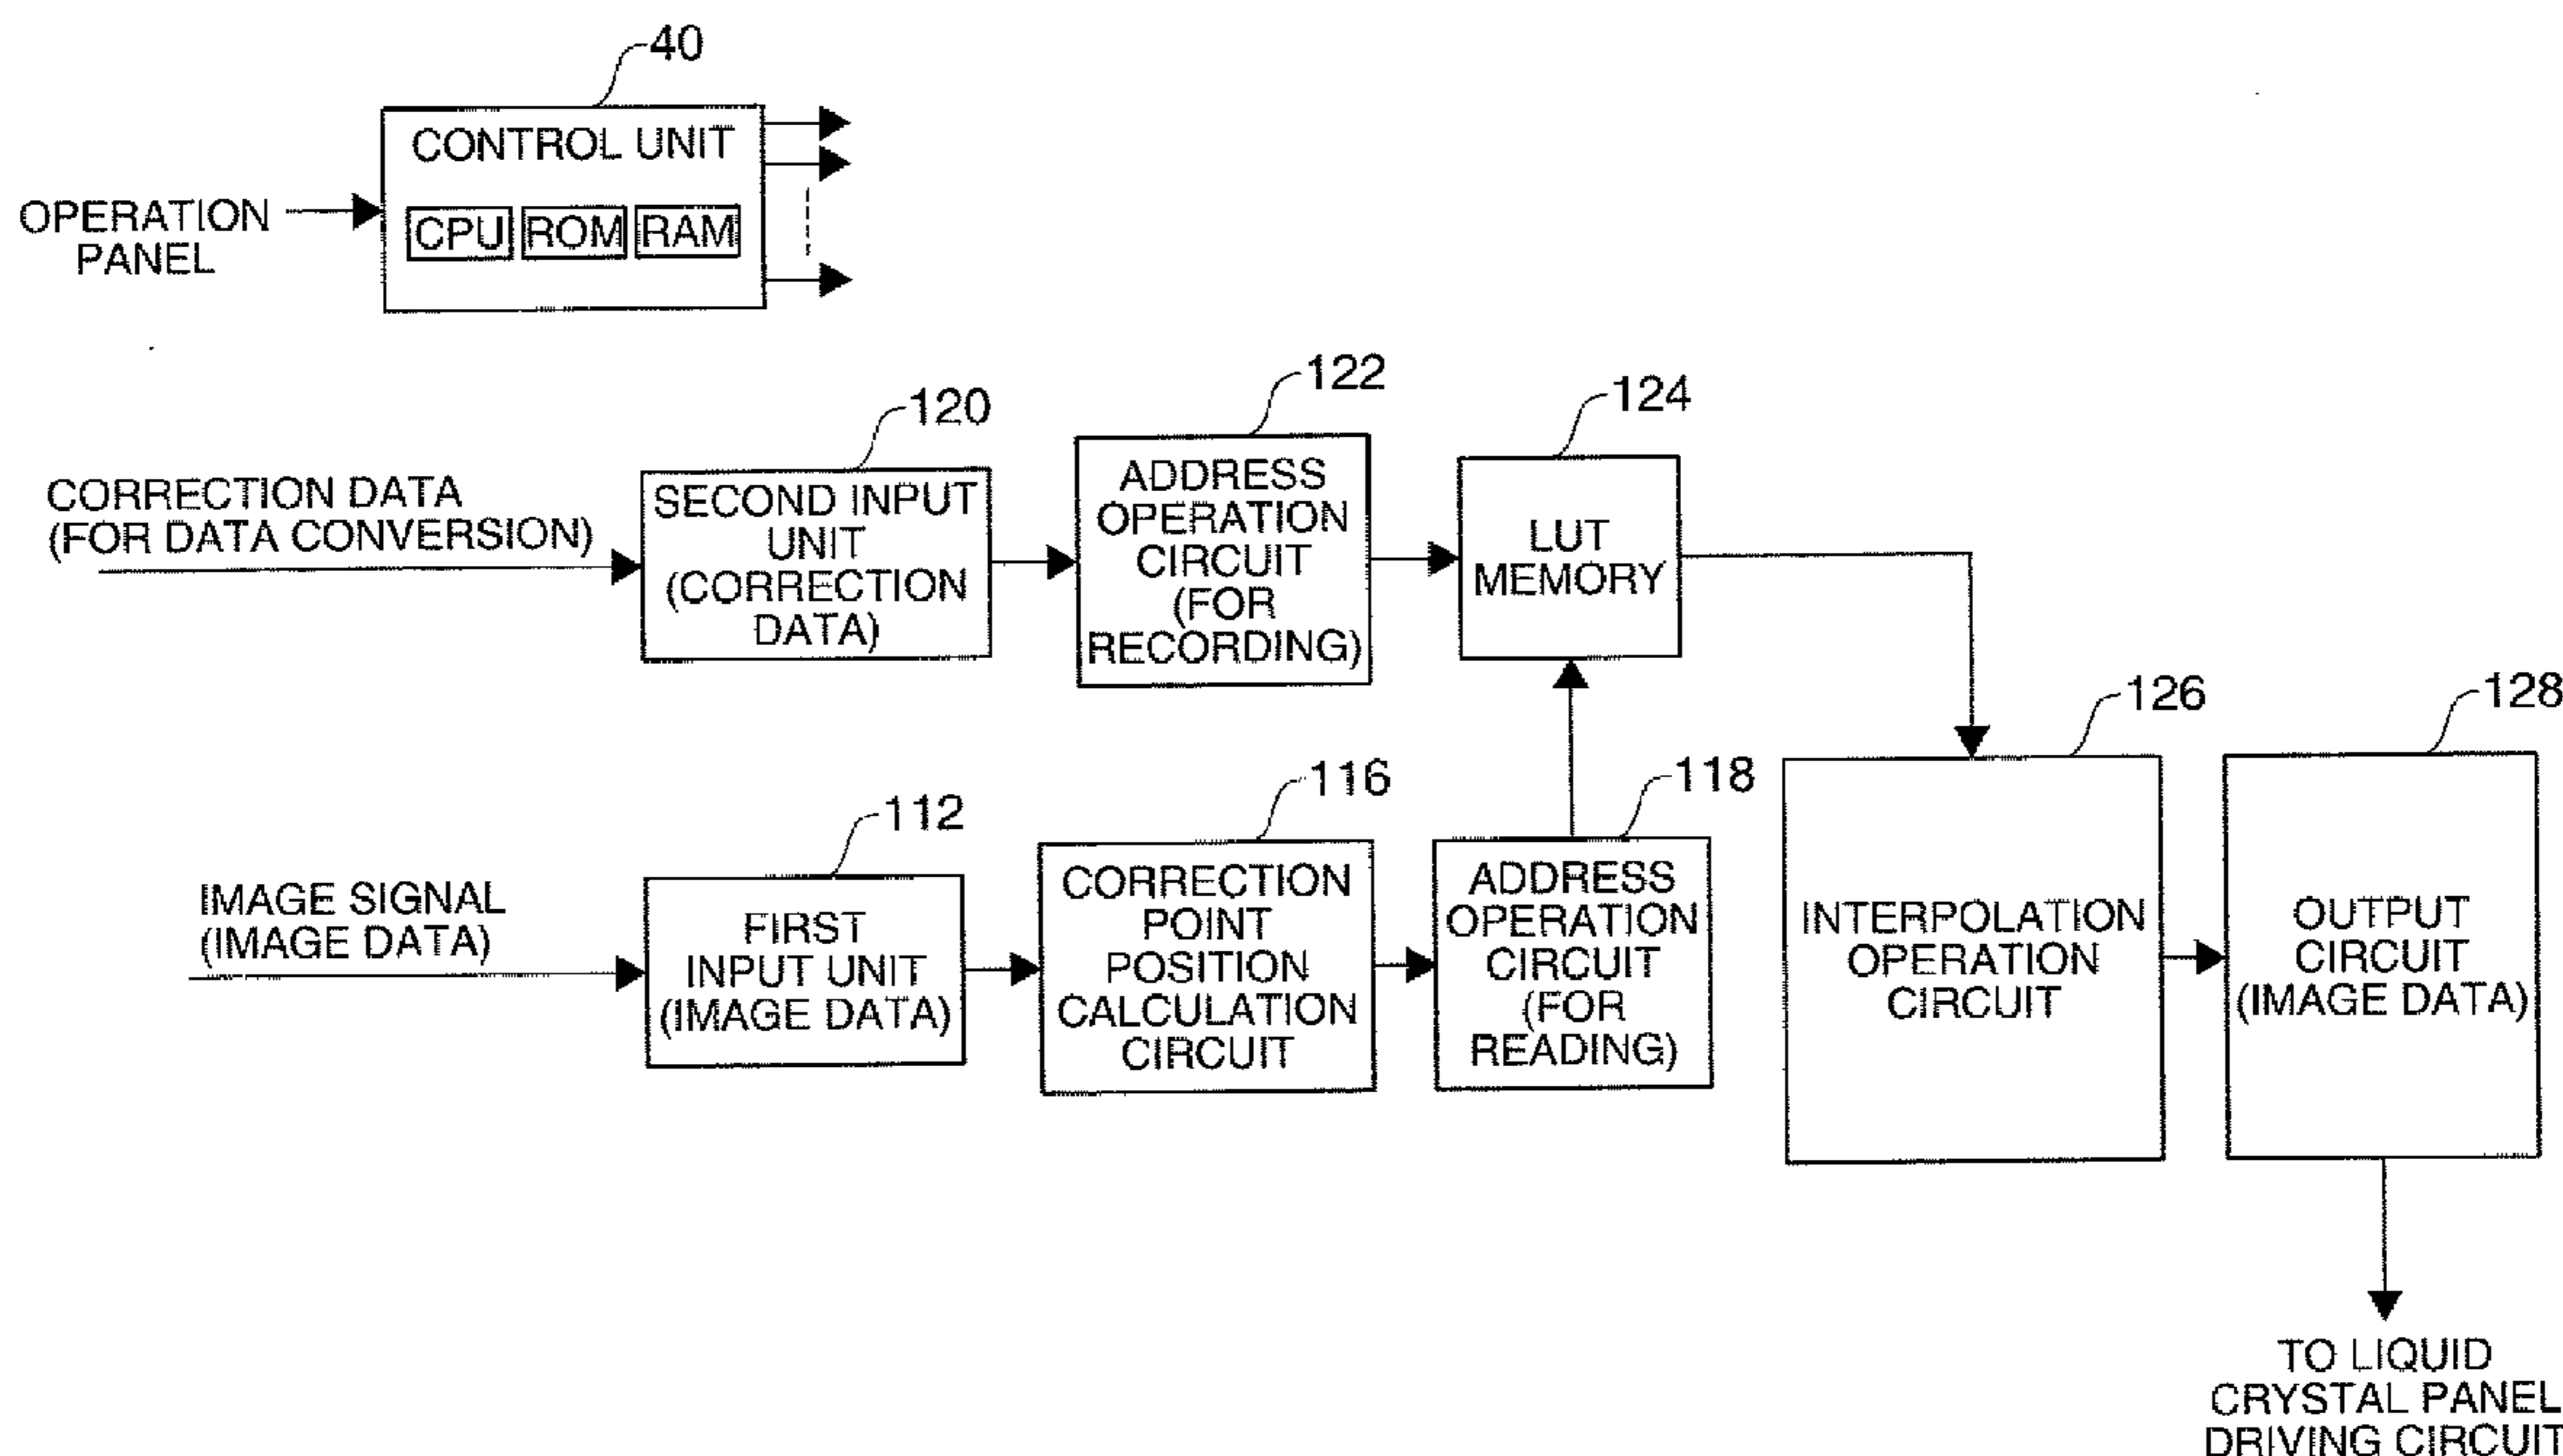 40
CONTROL UNIT
OPERATION
PANEL
CPU ROM RAM
120
122
124
CORRECTION DATA
(FOR DATA CONVERSION)
SECOND INPUT
UNIT
(CORRECTION
DATA)
ADDRESS
OPERATION
CIRCUIT
(FOR
RECORDING)
LUT
MEMORY
112
116
118
126
128
IMAGE SIGNAL
(IMAGE DATA)
FIRST
INPUT UNIT
(IMAGE DATA)
CORRECTION
POINT
POSITION
CALCULATION
CIRCUIT
ADDRESS
OPERATION
CIRCUIT
(FOR
READING)
INTERPOLATION
OPERATION
CIRCUIT
OUTPUT
CIRCUIT
(IMAGE DATA)
TO LIQUID
CRYSTAL PANEL
DRIVING CIRCUIT